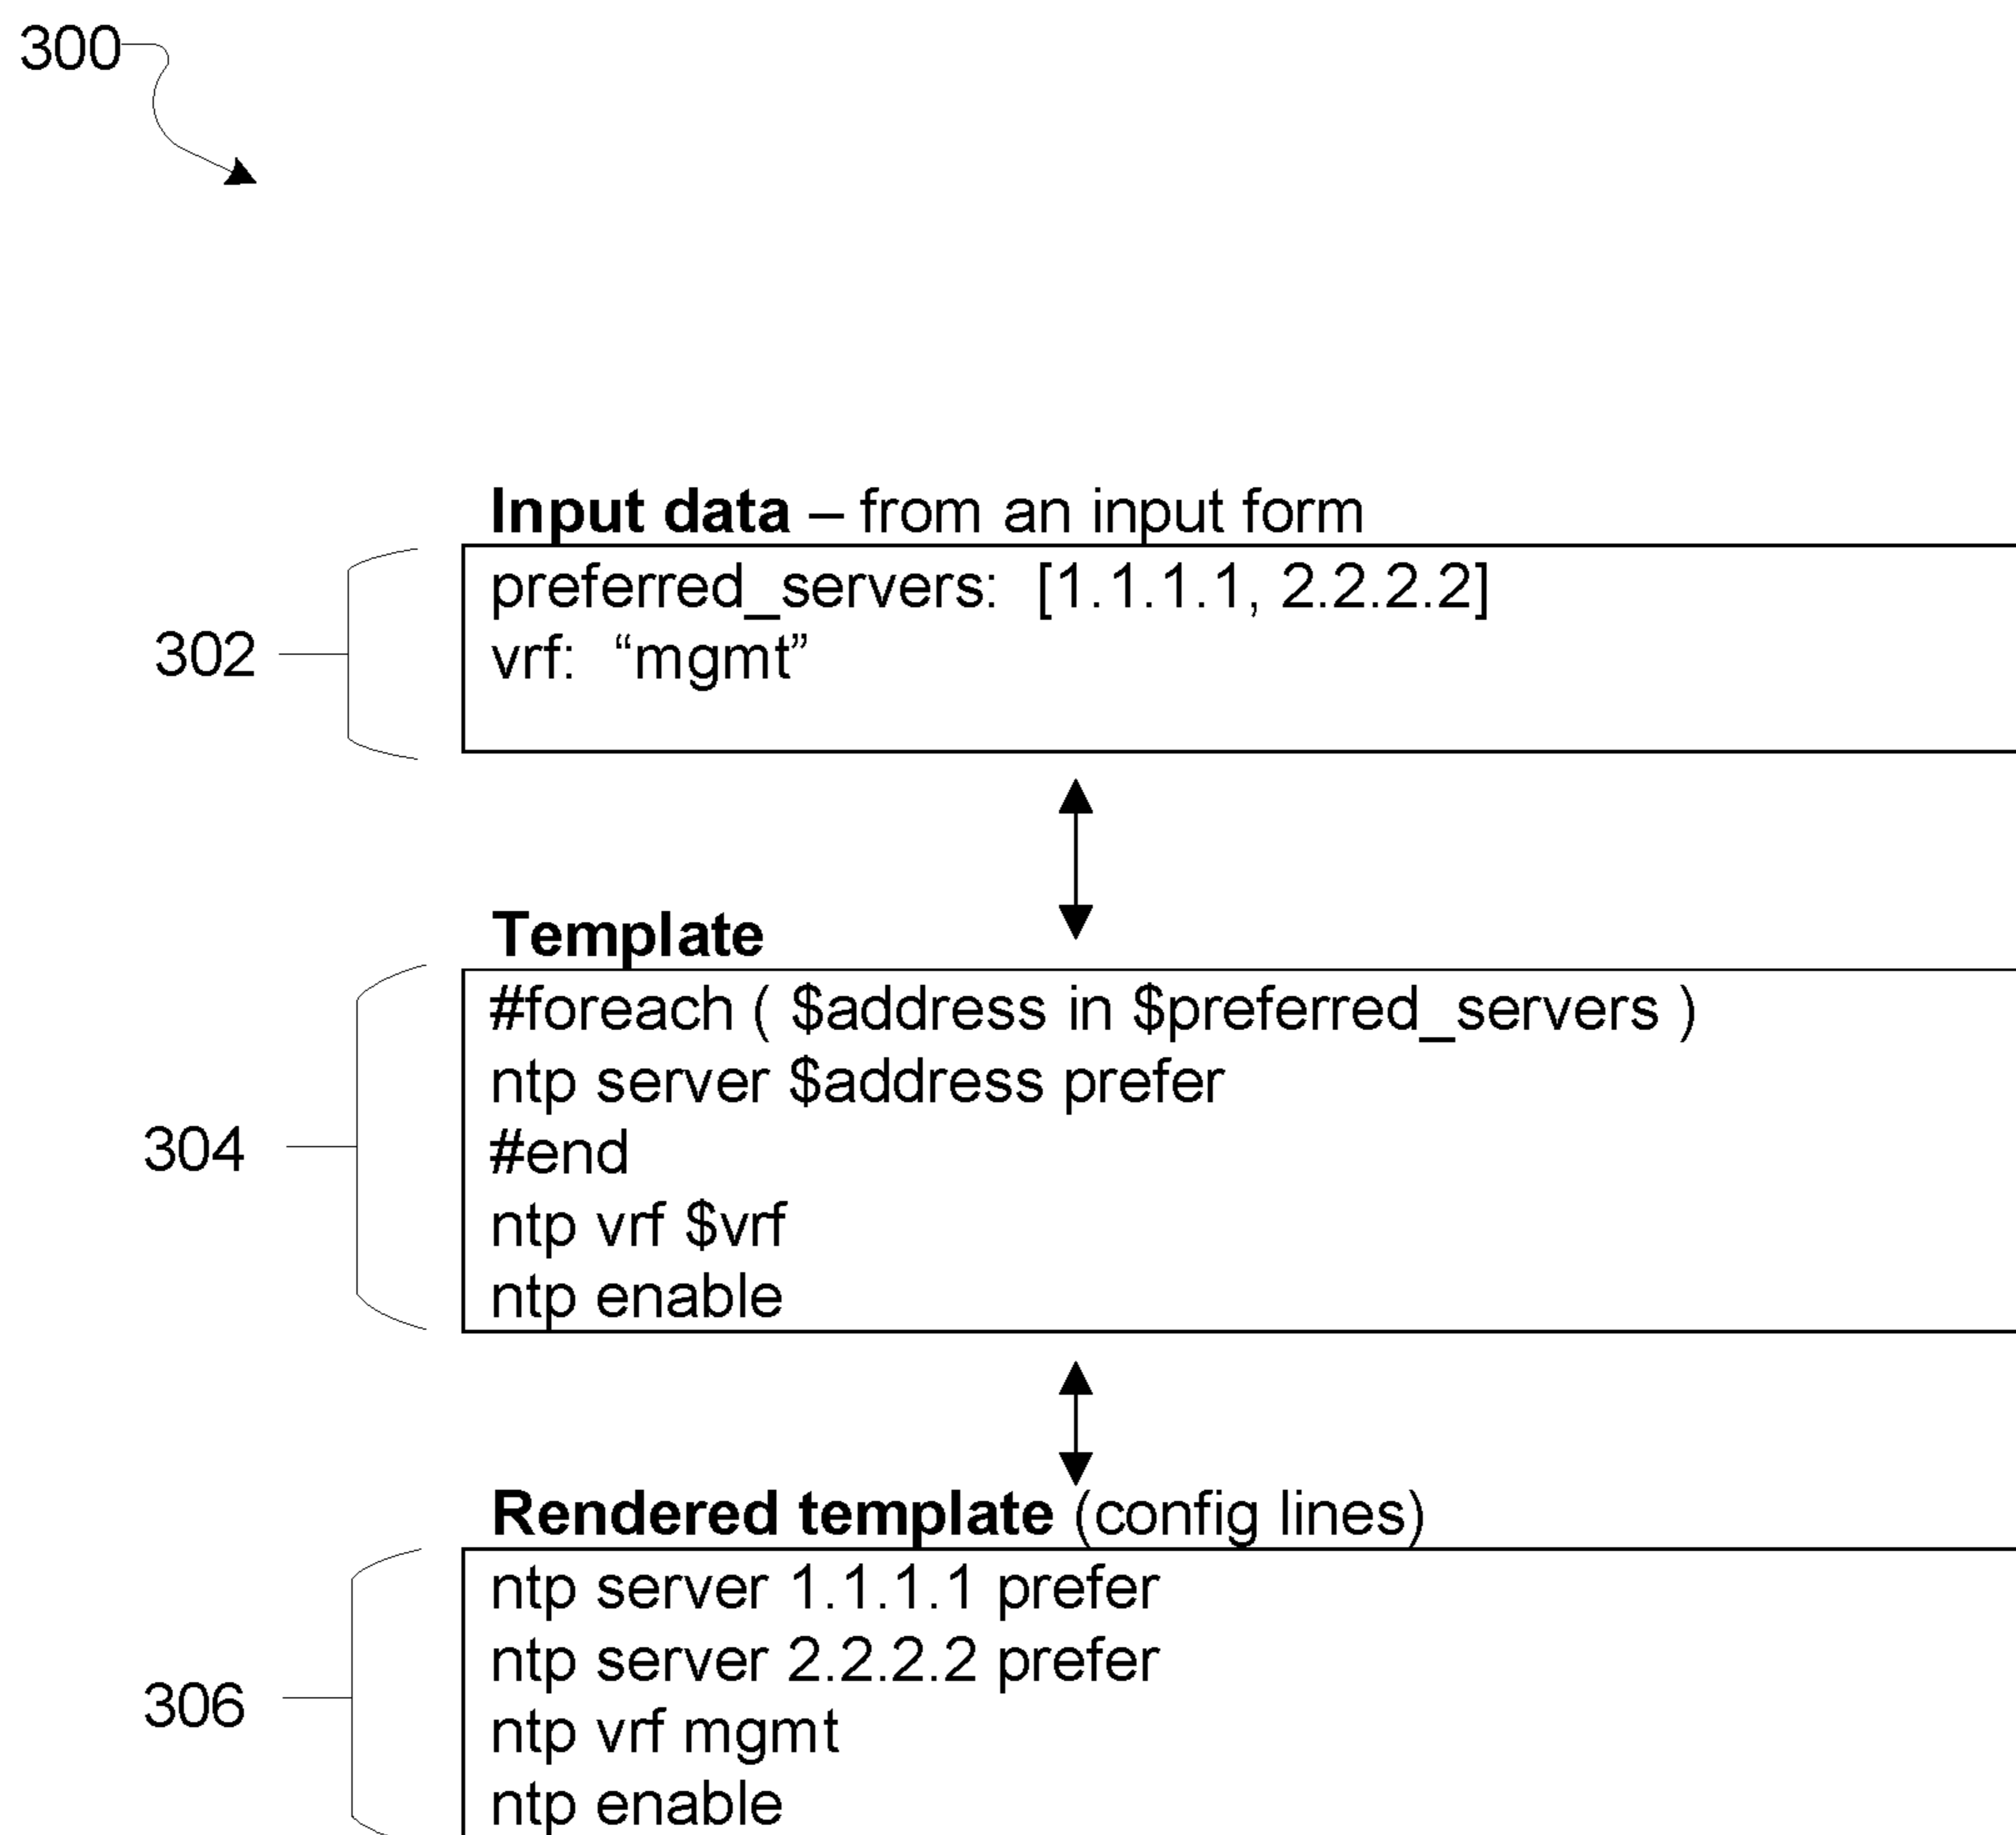 300
Input data – from an input form
302
preferred_servers:  [1.1.1.1, 2.2.2.2]
vrf:  “mgmt”
Template
304
#foreach ( $address in $preferred_servers )
ntp server $address prefer
#end
ntp vrf $vrf
ntp enable
Rendered template (config lines)
306
ntp server 1.1.1.1 prefer
ntp server 2.2.2.2 prefer
ntp vrf mgmt
ntp enable